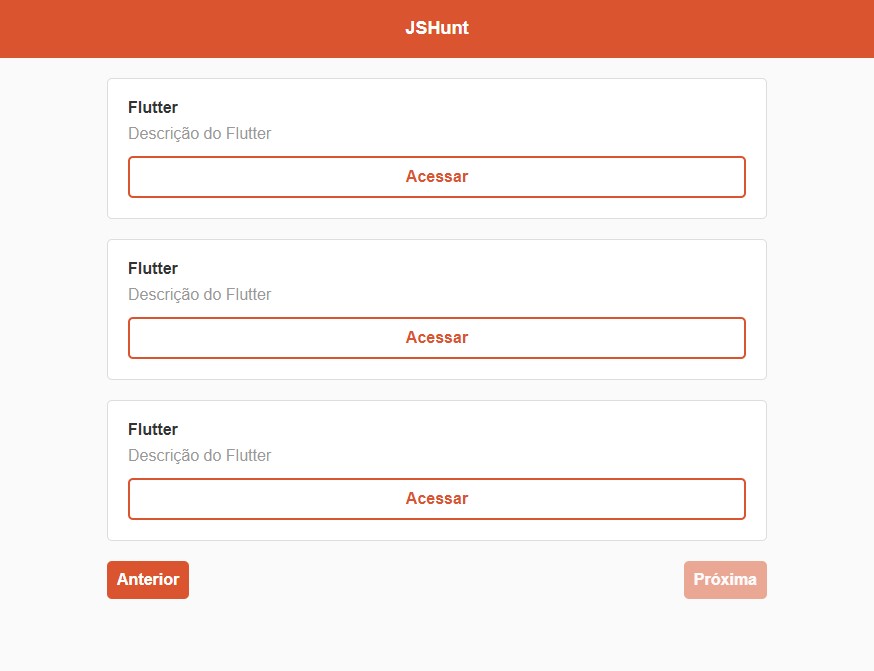 JSHunt
Flutter
Descrição do Flutter
Acessar
Flutter
Descrição do Flutter
Acessar
Flutter
Descrição do Flutter
Acessar
Anterior
Próxima